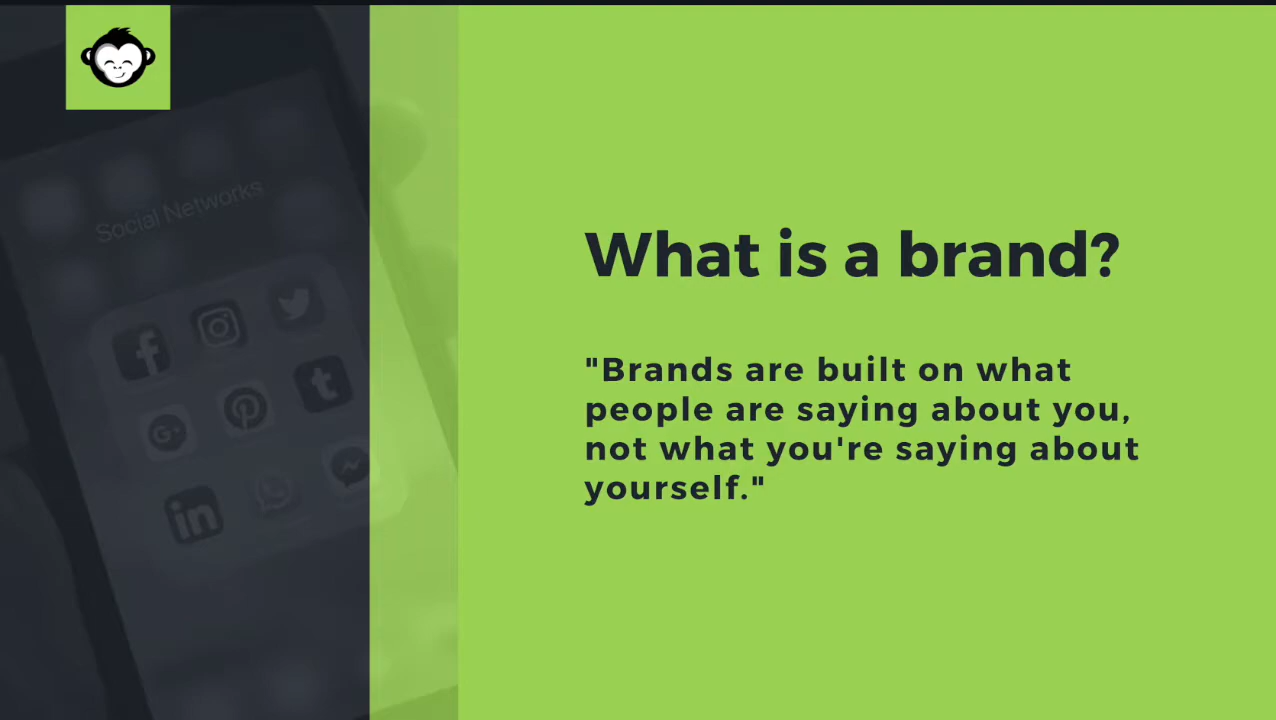 Social Networks
What is a brand?
"Brands are built on what
people are saying about you,
not what you're saying about
yourself."